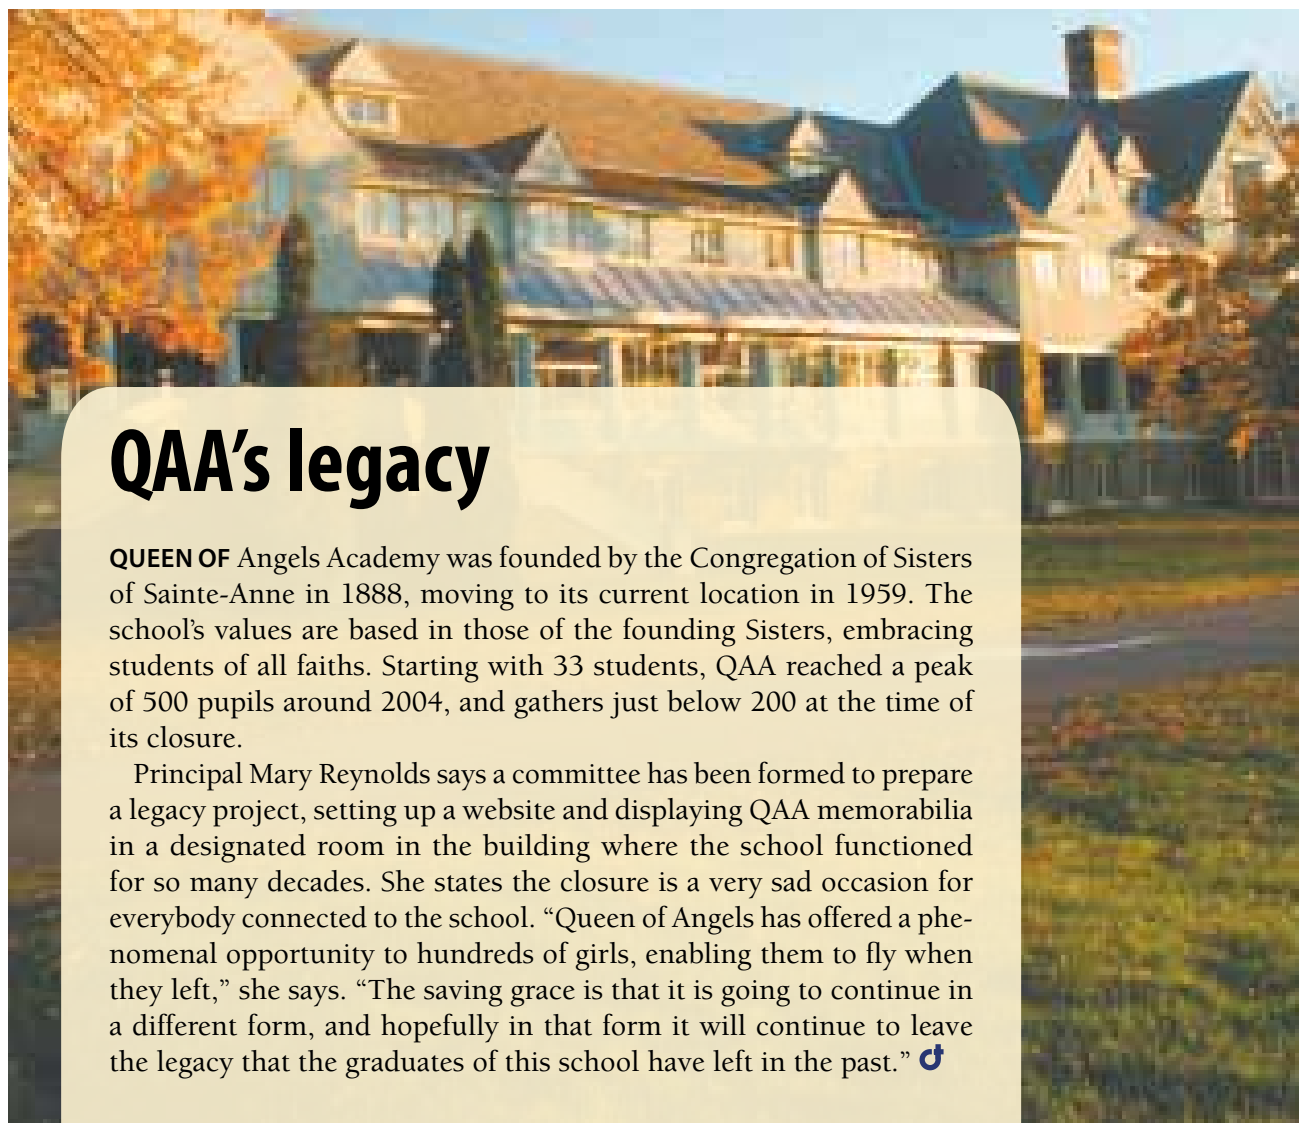 QAA’s legacy
QUEEN OF Angels Academy was founded by the Congregation of Sisters
of Sainte-Anne in 1888, moving to its current location in 1959. The
school’s values are based in those of the founding Sisters, embracing
students of all faiths. Starting with 33 students, QAA reached a peak
of 500 pupils around 2004, and gathers just below 200 at the time of
its closure.
Principal Mary Reynolds says a committee has been formed to prepare
a legacy project, setting up a website and displaying QAA memorabilia
in a designated room in the building where the school functioned
for so many decades. She states the closure is a very sad occasion for
everybody connected to the school. “Queen of Angels has offered a phe-
nomenal opportunity to hundreds of girls, enabling them to fly when
they left,” she says. “The saving grace is that it is going to continue in
a different form, and hopefully in that form it will continue to leave
the legacy that the graduates of this school have left in the past.”